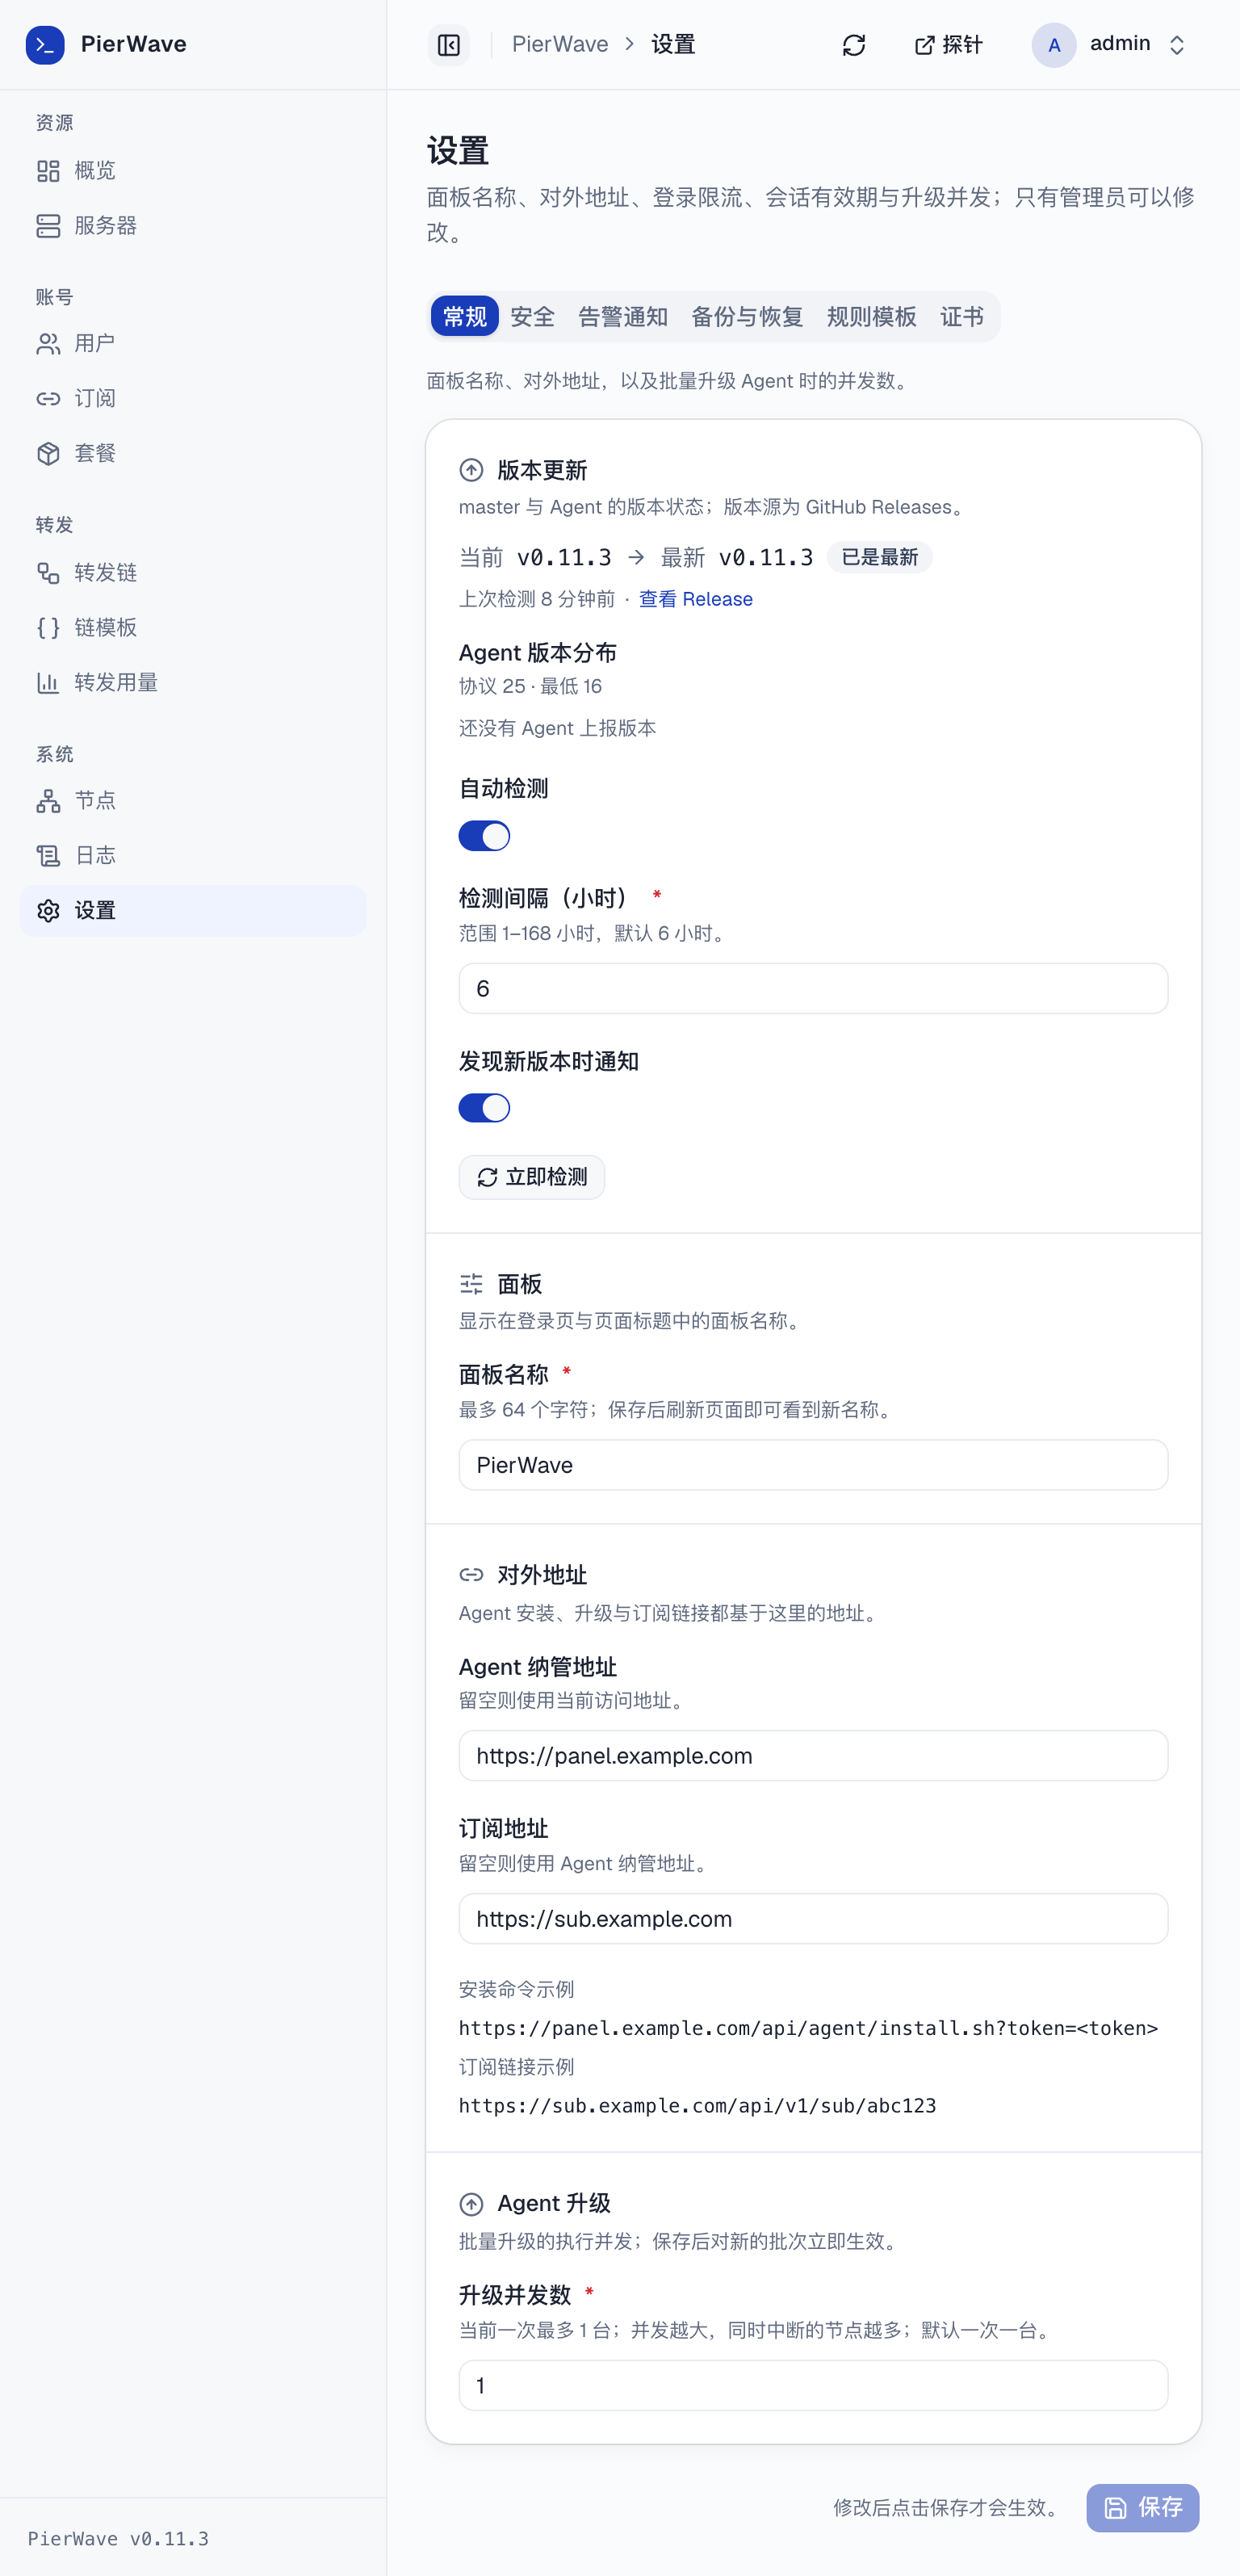 PierWave
PierWave > 设置
探针
A admin
资源
概览
服务器
账号
用户
订阅
套餐
转发
转发链
链模板
转发用量
系统
节点
日志
设置
PierWave v0.11.3
设置
面板名称、对外地址、登录限流、会话有效期与升级并发；只有管理员可以修
改。
常规 安全 告警通知 备份与恢复 规则模板 证书
面板名称、对外地址，以及批量升级 Agent 时的并发数。
版本更新
master 与 Agent 的版本状态；版本源为 GitHub Releases。
当前 v0.11.3 → 最新 v0.11.3 已是最新
上次检测 8 分钟前 · 查看 Release
Agent 版本分布
协议 25 · 最低 16
还没有 Agent 上报版本
自动检测
检测间隔（小时） *
范围 1–168 小时，默认 6 小时。
6
发现新版本时通知
立即检测
面板
显示在登录页与页面标题中的面板名称。
面板名称 *
最多 64 个字符；保存后刷新页面即可看到新名称。
PierWave
对外地址
Agent 安装、升级与订阅链接都基于这里的地址。
Agent 纳管地址
留空则使用当前访问地址。
https://panel.example.com
订阅地址
留空则使用 Agent 纳管地址。
https://sub.example.com
安装命令示例
https://panel.example.com/api/agent/install.sh?token=<token>
订阅链接示例
https://sub.example.com/api/v1/sub/abc123
Agent 升级
批量升级的执行并发；保存后对新的批次立即生效。
升级并发数 *
当前一次最多 1 台；并发越大，同时中断的节点越多；默认一次一台。
1
修改后点击保存才会生效。
保存